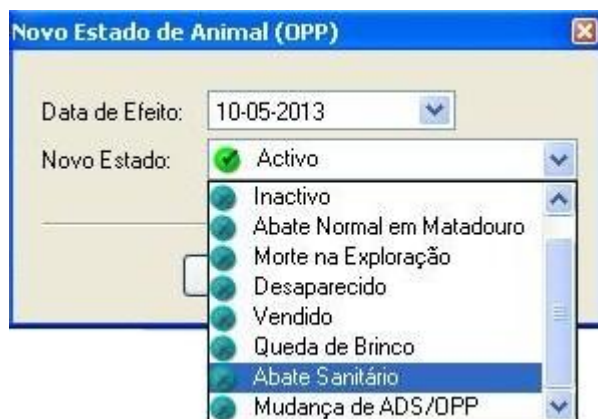 Novo Estado de Animal (OPP)
Data de Efeito: 10-05-2013
Novo Estado: Activo
Inactivo
Abate Normal em Matadouro
Morte na Exploração
Desaparecido
Vendido
Queda de Brinco
Abate Sanitário
Mudança de ADS/OPP